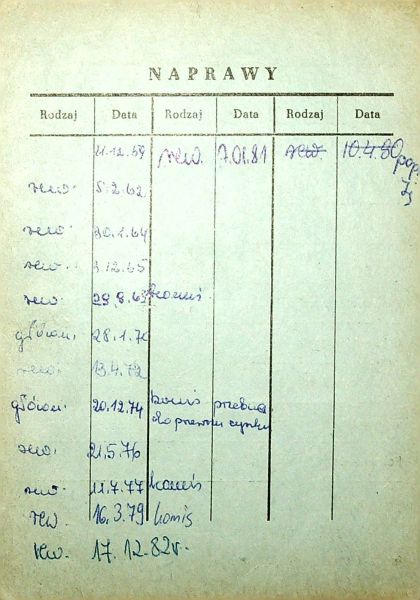 NAPRAWY
Rodzaj Data Rodzaj Data Rodzaj Data
11.12.59 rew. 7.01.81 rew. 10.4.80
rew. 5.2.62
rew. 30.1.64
rew. 3.12.65
rew. 29.8.69 komis
główn. 28.1.70
rew. 13.4.72
główn. 20.12.74 komis
rew. 21.5.76
rew. 11.7.77 komis
rew. 16.3.79 komis
rew. 17.12.82r.